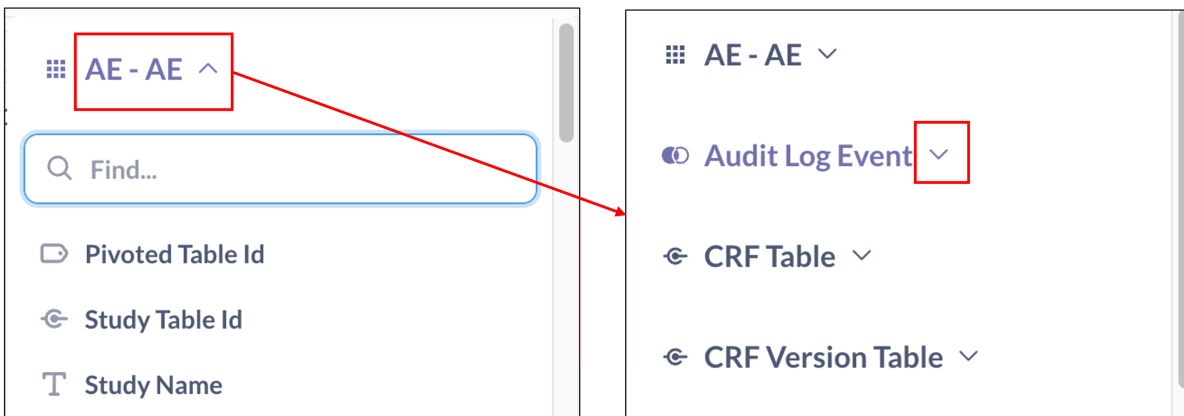 AE - AE
Find...
Pivoted Table Id
Study Table Id
Study Name
AE - AE
Audit Log Event
CRF Table
CRF Version Table